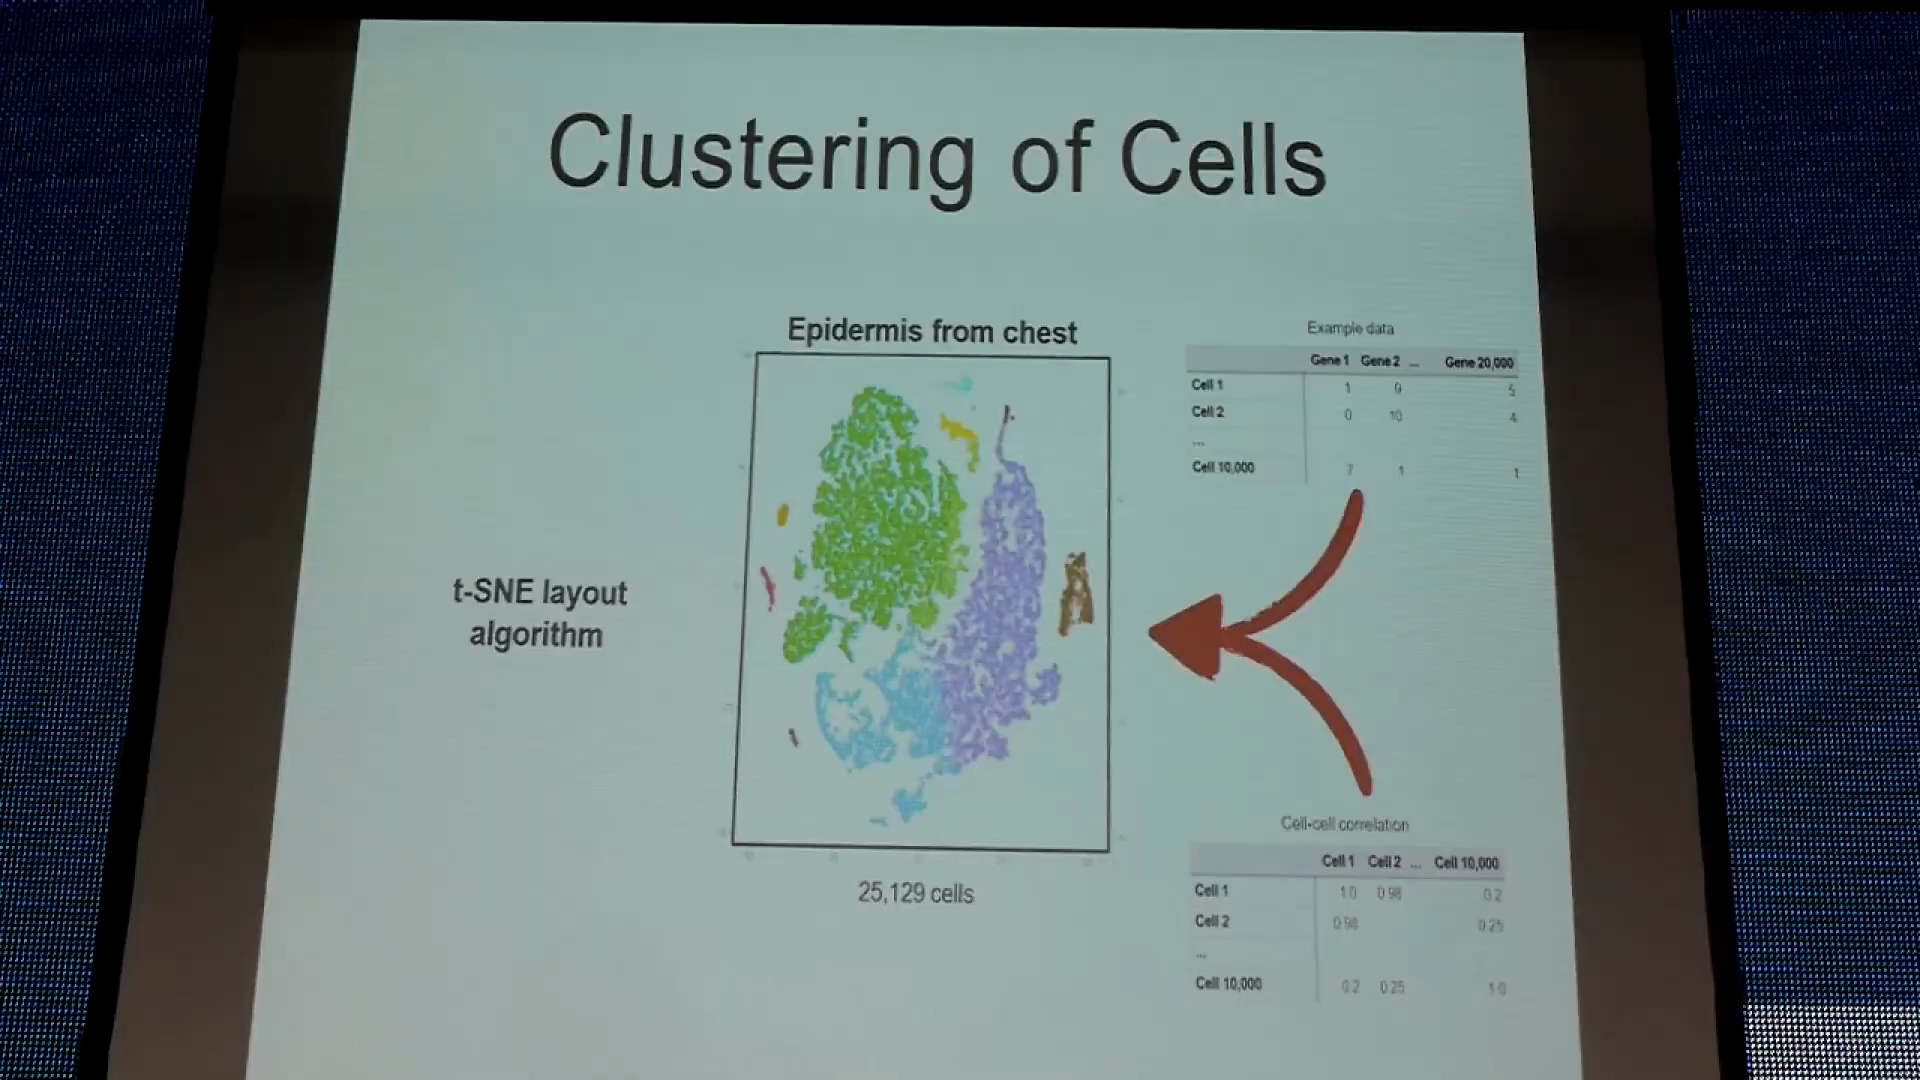 Clustering of Cells
Epidermis from chest
t-SNE layout
algorithm
25,129 cells
Example data
Gene 1 Gene 2 ... Gene 20,000
Cell 1 1 9 5
Cell 2 0 10 4
...
Cell 10,000 7 1 1
Cell-cell correlation
Cell 1 Cell 2 ... Cell 10,000
Cell 1 1.0 0.98 0.2
Cell 2 0.98 0.25
...
Cell 10,000 0.2 0.25 1.0